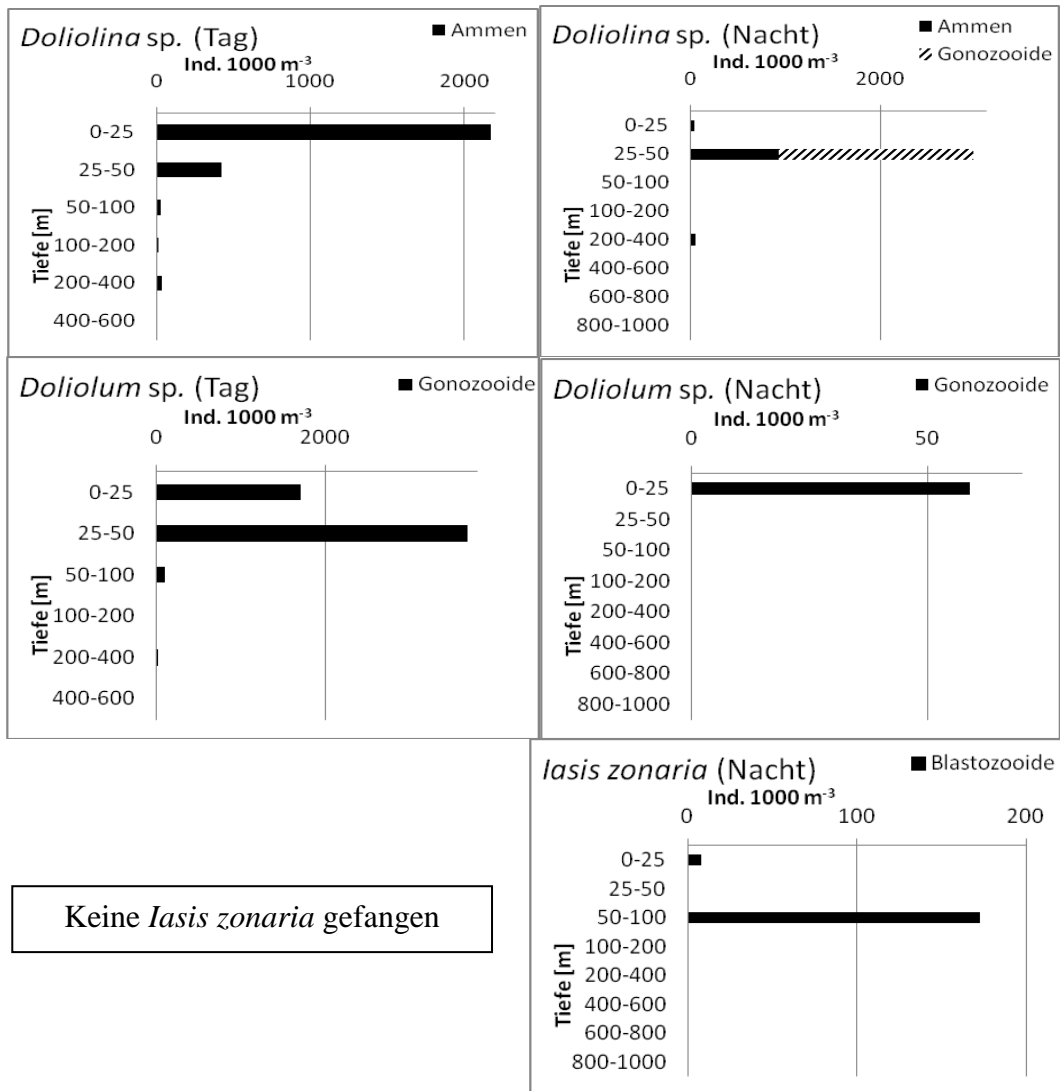 Doliolina sp. (Tag)
Ammen
Ind. 1000 m⁻³
0 1000 2000
Tiefe [m]
0-25
25-50
50-100
100-200
200-400
400-600
Doliolina sp. (Nacht)
Ammen
Gonozooide
Ind. 1000 m⁻³
0 2000
Tiefe [m]
0-25
25-50
50-100
100-200
200-400
400-600
600-800
800-1000
Doliolum sp. (Tag)
Gonozooide
Ind. 1000 m⁻³
0 2000
Tiefe [m]
0-25
25-50
50-100
100-200
200-400
400-600
Doliolum sp. (Nacht)
Gonozooide
Ind. 1000 m⁻³
0 50
Tiefe [m]
0-25
25-50
50-100
100-200
200-400
400-600
600-800
800-1000
Keine Iasis zonaria gefangen
Iasis zonaria (Nacht)
Blastozooide
Ind. 1000 m⁻³
0 100 200
Tiefe [m]
0-25
25-50
50-100
100-200
200-400
400-600
600-800
800-1000